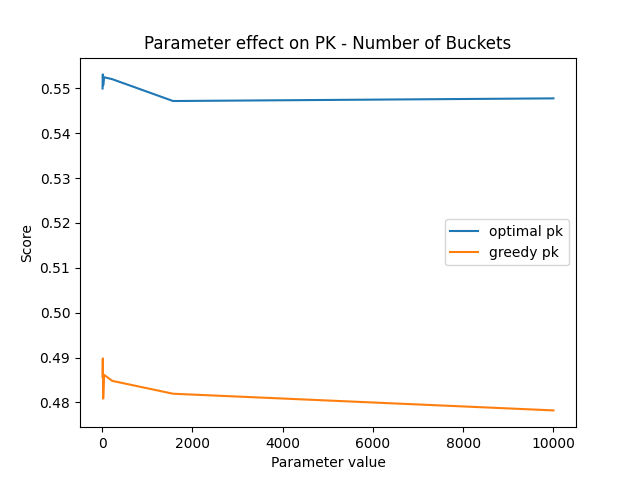 Parameter effect on PK - Number of Buckets
Score
0.55
0.54
0.53
0.52
0.51
0.50
0.49
0.48
optimal pk
greedy pk
0 2000 4000 6000 8000 10000
Parameter value